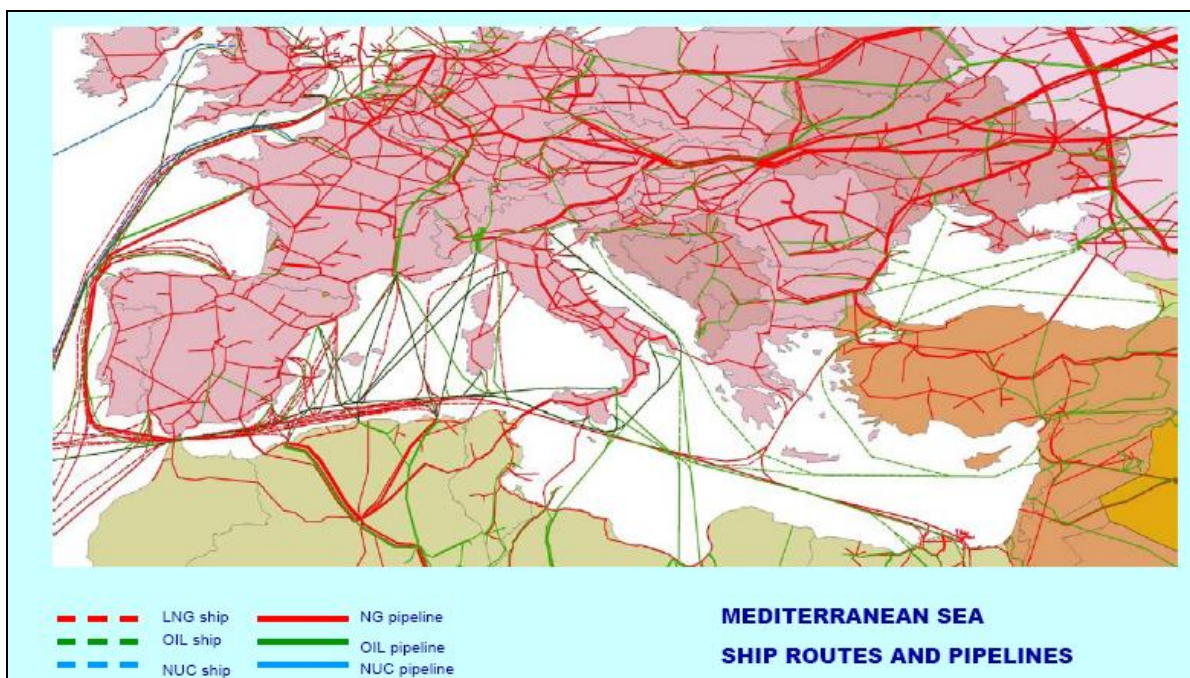 LNG ship
NG pipeline
OIL ship
OIL pipeline
NUC ship
NUC pipeline
MEDITERRANEAN SEA
SHIP ROUTES AND PIPELINES